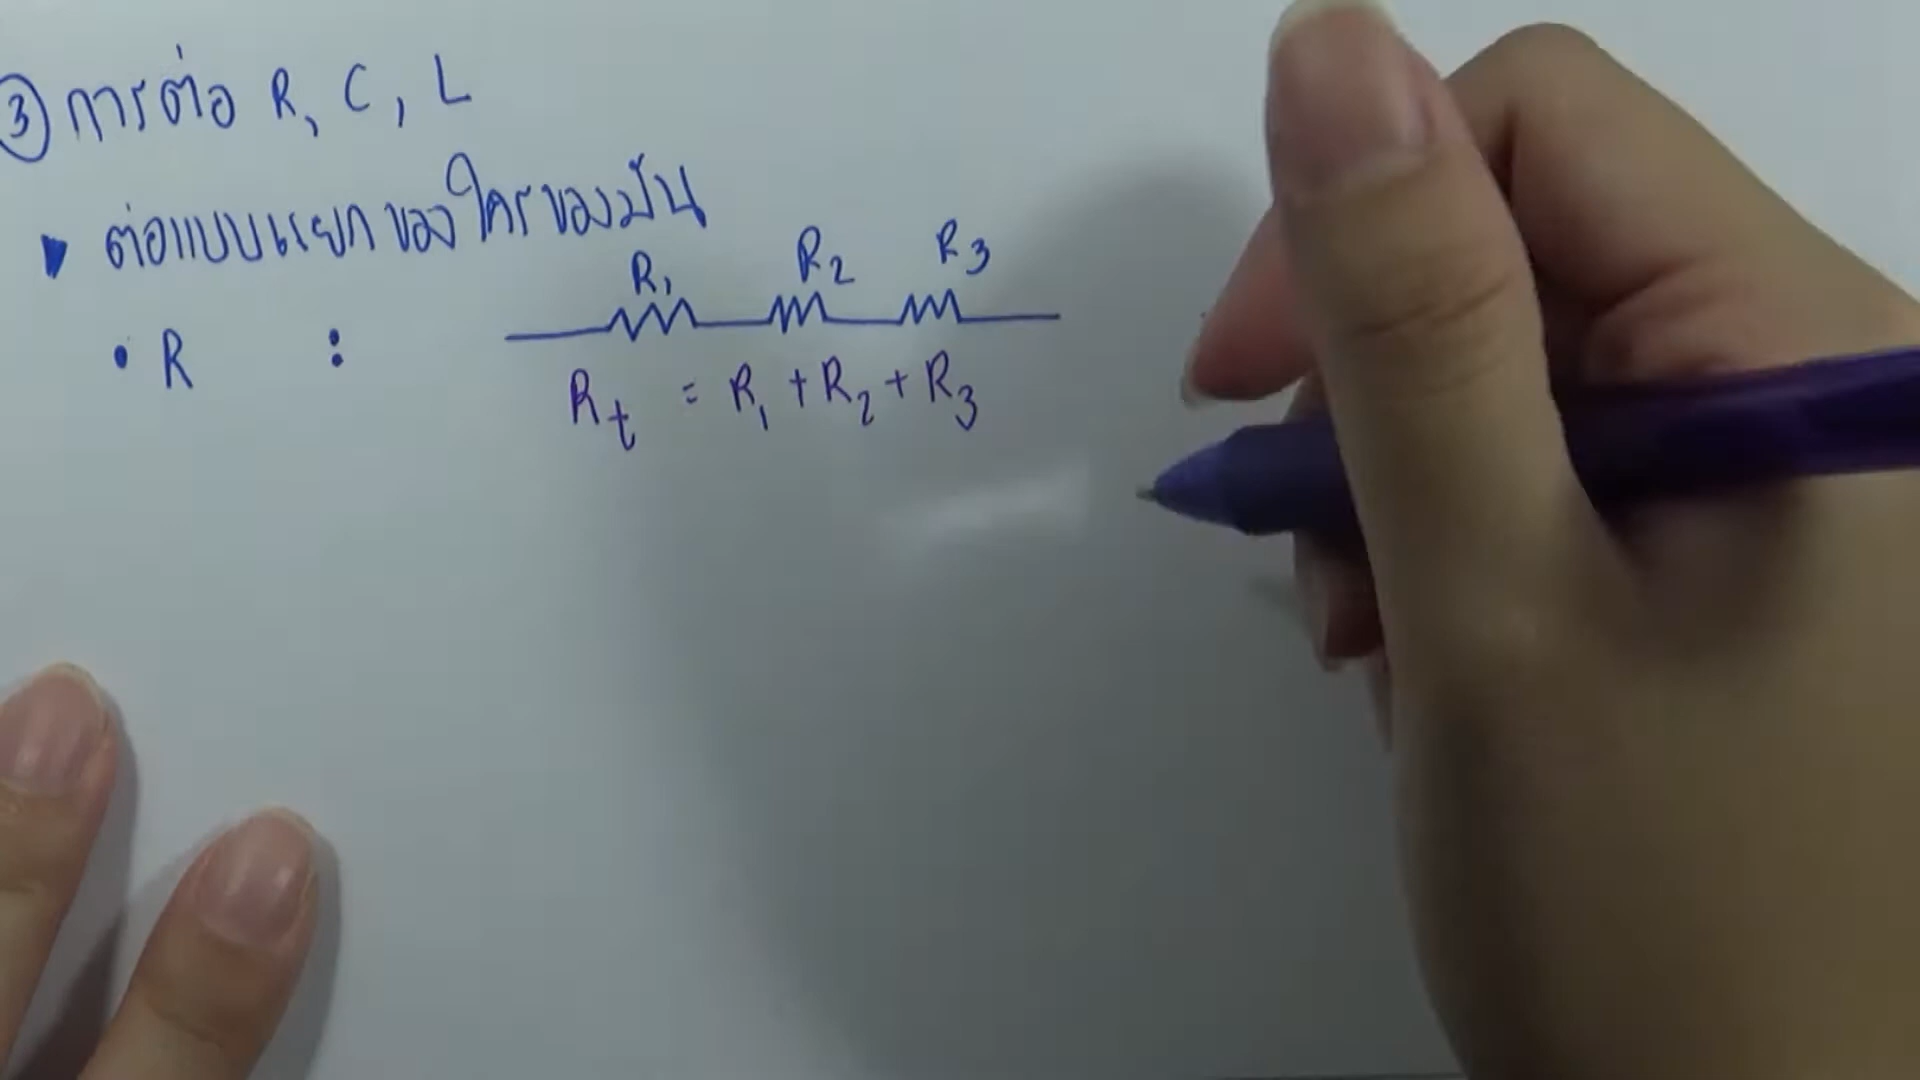 ③ การต่อ R, C, L
▶ ต่อแบบแยก ของใครของมัน
R₁ R₂ R₃
• R :
Rt = R₁ + R₂ + R₃